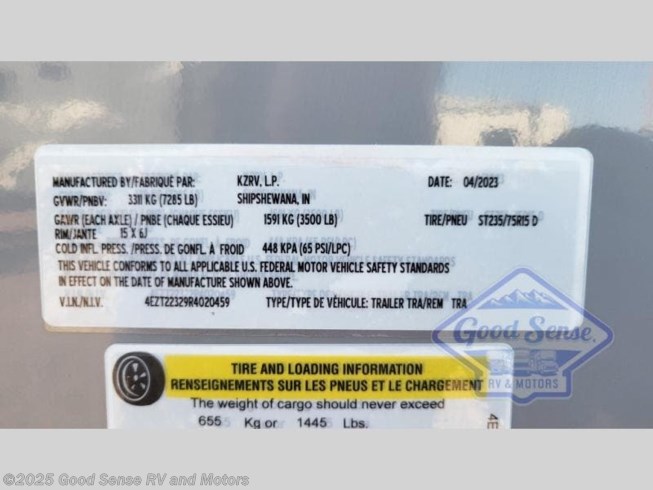 MANUFACTURED BY/FABRIQUÉ PAR: KZRV, L.P. DATE: 04/2023
GVWR/PNBV: 3311 KG (7285 LB) SHIPSHEWANA, IN
GAWR (EACH AXLE) / PNBE (CHAQUE ESSIEU) 1591 KG (3500 LB) TIRE/PNEU ST235/75R15 D
RIM/JANTE 15 X 6J
COLD INFL. PRESS. /PRESS. DE GONFL. À FROID 448 KPA (65 PSI/LPC)
THIS VEHICLE CONFORMS TO ALL APPLICABLE U.S. FEDERAL MOTOR VEHICLE SAFETY STANDARDS
IN EFFECT ON THE DATE OF MANUFACTURE SHOWN ABOVE.
V.I.N./N.I.V. 4EZT22329R4020459 TYPE/TYPE DE VÉHICULE: TRAILER TRA/REM TRA
Good Sense
RV & MOTORS
TIRE AND LOADING INFORMATION
RENSEIGNEMENTS SUR LES PNEUS ET LE CHARGEMENT
The weight of cargo should never exceed
655 Kg or 1445 Lbs.
©2025 Good Sense RV and Motors